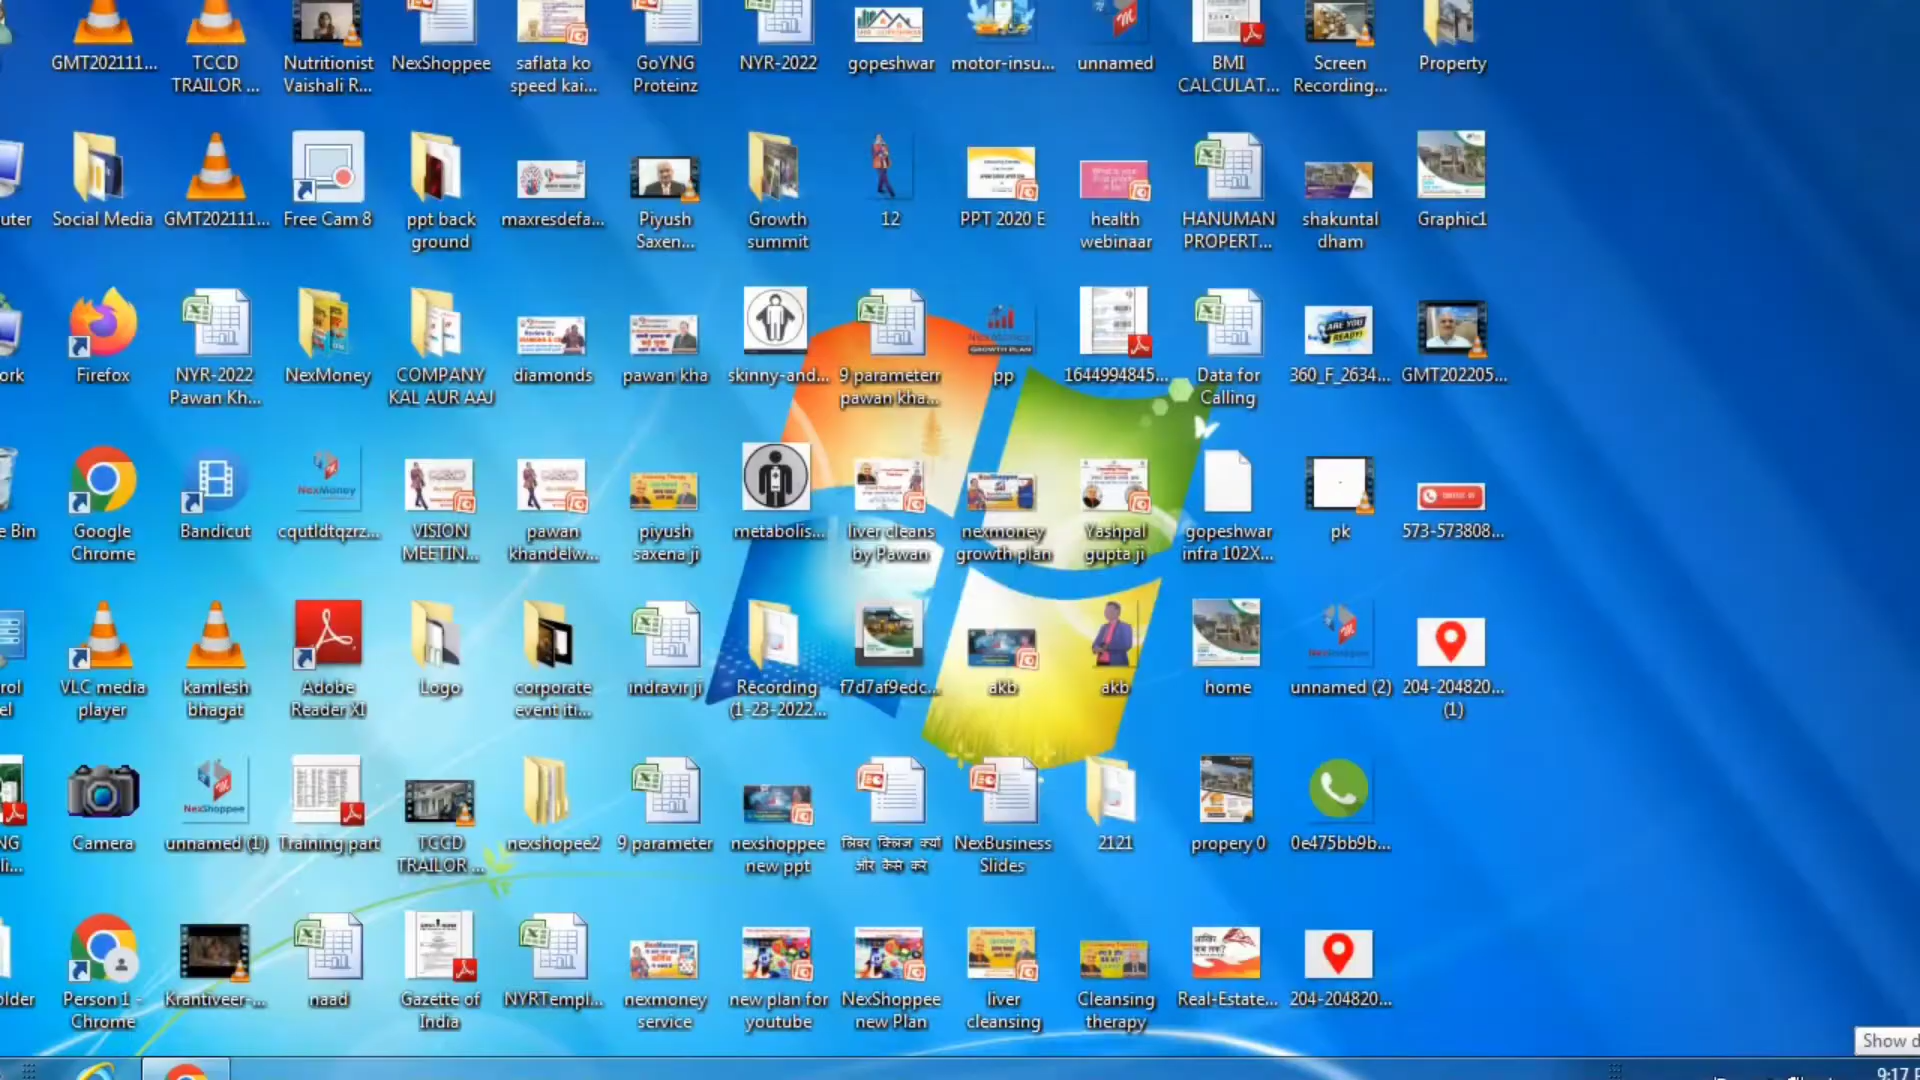 GMT202111...
TCCD
TRAILOR ...
Nutritionist
Vaishali R...
NexShoppee
saflata ko
speed kai...
GoYNG
Proteinz
NYR-2022
gopeshwar
motor-insu...
unnamed
BMI
CALCULAT...
Screen
Recording...
Property
uter
Social Media
GMT202111...
Free Cam 8
ppt back
ground
maxresdefa...
Piyush
Saxen...
Growth
summit
12
PPT 2020 E
health
webinaar
HANUMAN
PROPERT...
shakuntal
dham
Graphic1
ork
Firefox
NYR-2022
Pawan Kh...
NexMoney
COMPANY
KAL AUR AAJ
diamonds
pawan kha
skinny-and...
9 parameterr
pawan kha...
GROWTH PLAN
pp
1644994845...
Data for
Calling
ARE YOU
READY!
360_F_2634...
GMT202205...
e Bin
Google
Chrome
Bandicut
NexMoney
cqutldtqzrz...
VISION
MEETIN...
pawan
khandelw...
piyush
saxena ji
metabolis...
liver cleans
by Pawan
nexmoney
growth plan
Yashpal
gupta ji
gopeshwar
infra 102X...
pk
573-573808...
rol
el
VLC media
player
kamlesh
bhagat
Adobe
Reader XI
Logo
corporate
event iti...
indravir ji
Recording
(1-23-2022...
f7d7af9edc...
akb
akb
home
NexShoppee
unnamed (2)
204-204820...
(1)
NG
li...
Camera
NexShoppee
unnamed (1)
Training part
TCCD
TRAILOR ...
nexshopee2
9 parameter
nexshoppee
new ppt
लिवर क्लिंज क्यों
और कैसे करे
NexBusiness
Slides
2121
propery 0
0e475bb9b...
older
Person 1 -
Chrome
Krantiveer-...
naad
Gazette of
India
NYRTempl...
nexmoney
service
new plan for
youtube
NexShoppee
new Plan
liver
cleansing
Cleansing
therapy
Real-Estate...
204-204820...
Show d
9:17 P